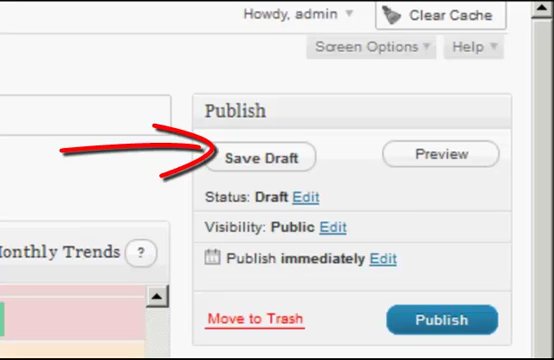 Howdy, admin
Clear Cache
Screen Options
Help
Publish
Save Draft
Preview
Status: Draft Edit
Visibility: Public Edit
onthly Trends ?
Publish immediately Edit
Move to Trash
Publish